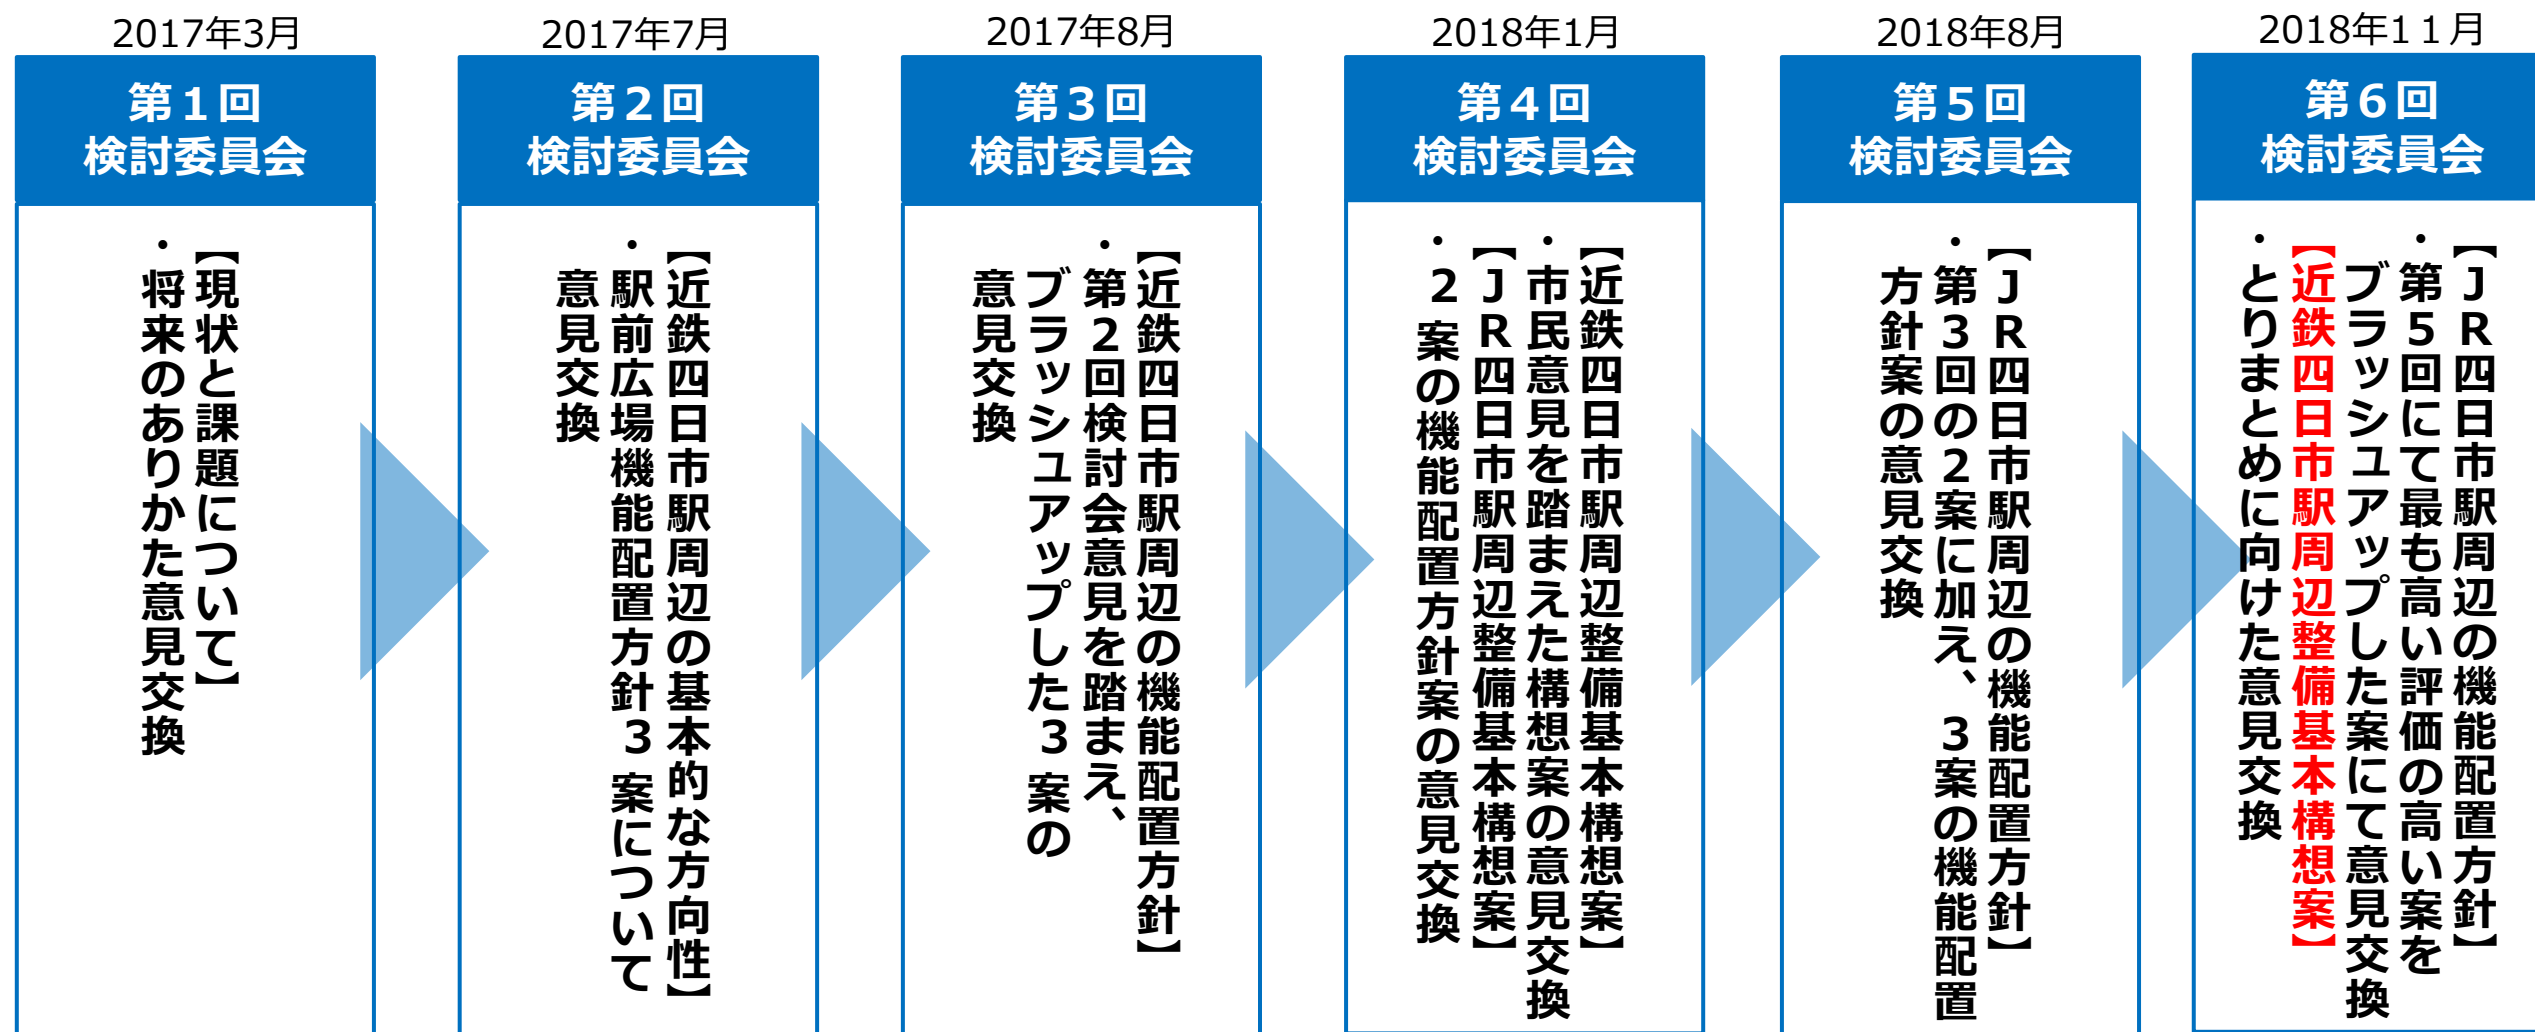 2017年3月
第１回
検討委員会
【現状と課題について】
・将来のありかた意見交換
2017年7月
第２回
検討委員会
【近鉄四日市駅周辺の基本的な方向性】
・駅前広場機能配置方針３案について
意見交換
2017年8月
第３回
検討委員会
【近鉄四日市駅周辺の機能配置方針】
・第２回検討会意見を踏まえ、
ブラッシュアップした３案の
意見交換
2018年1月
第４回
検討委員会
【近鉄四日市駅周辺整備基本構想案】
・市民意見を踏まえた構想案の意見交換
【ＪＲ四日市駅周辺整備基本構想案】
・２案の機能配置方針案の意見交換
2018年8月
第５回
検討委員会
【ＪＲ四日市駅周辺の機能配置方針】
・第３回の２案に加え、３案の機能配置
方針案の意見交換
2018年1１月
第６回
検討委員会
【ＪＲ四日市駅周辺の機能配置方針】
・第５回にて最も高い評価の高い案を
ブラッシュアップした案にて意見交換
【近鉄四日市駅周辺整備基本構想案】
・とりまとめに向けた意見交換